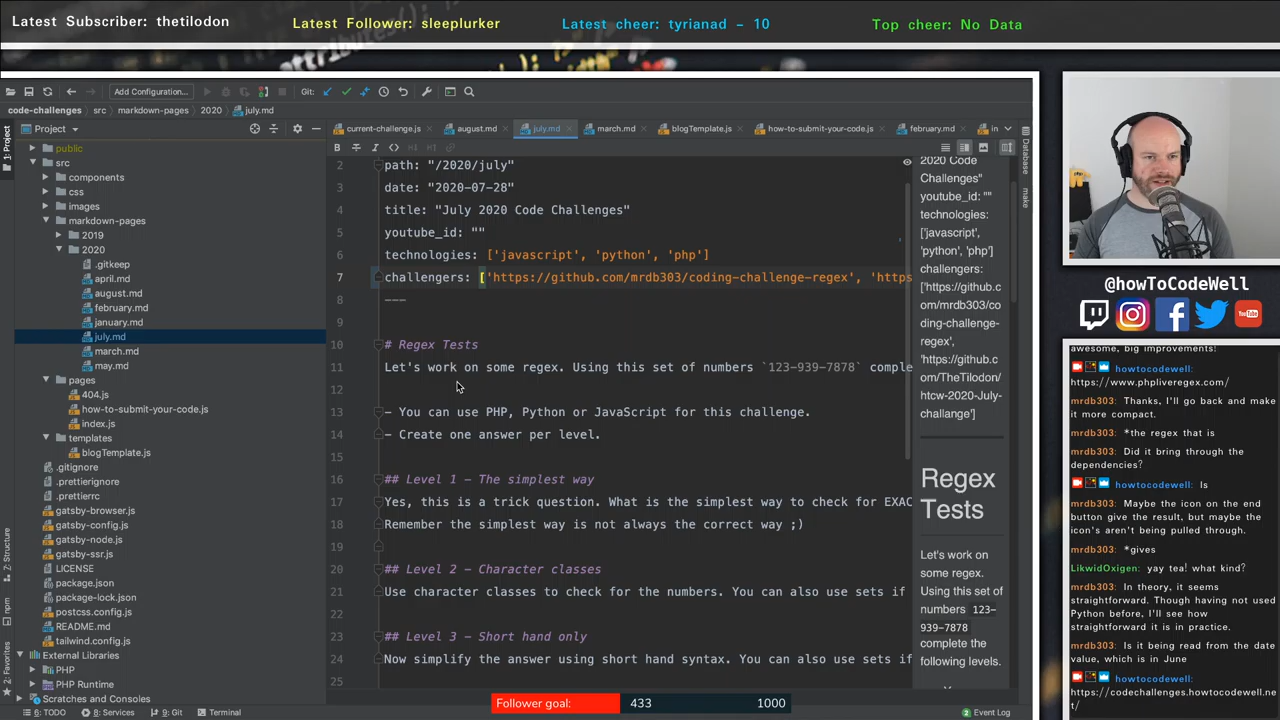 Latest Subscriber: thetilodon
Latest Follower: sleeplurker
Latest cheer: tyrianad - 10
Top cheer: No Data
attributes();
Add Configuration...
Git:
code-challenges
src
markdown-pages
2020
july.md
Project
current-challenge.js
august.md
july.md
march.md
blogTemplate.js
how-to-submit-your-code.js
february.md
in
1: Project
7: Structure
npm
2: Favorites
public
src
components
css
images
markdown-pages
2019
2020
.gitkeep
april.md
august.md
february.md
january.md
july.md
march.md
may.md
pages
404.js
how-to-submit-your-code.js
index.js
templates
blogTemplate.js
.gitignore
.prettierignore
.prettierrc
gatsby-browser.js
gatsby-config.js
gatsby-node.js
gatsby-ssr.js
LICENSE
package.json
package-lock.json
postcss.config.js
README.md
tailwind.config.js
External Libraries
PHP
PHP Runtime
Scratches and Consoles
2 path: "/2020/july"
3 date: "2020-07-28"
4 title: "July 2020 Code Challenges"
5 youtube_id: ""
6 technologies: ['javascript', 'python', 'php']
7 challengers: ['https://github.com/mrdb303/coding-challenge-regex', 'https
8 ---
9
10 # Regex Tests
11 Let's work on some regex. Using this set of numbers `123-939-7878` comple
12
13 - You can use PHP, Python or JavaScript for this challenge.
14 - Create one answer per level.
15
16 ## Level 1 - The simplest way
17 Yes, this is a trick question. What is the simplest way to check for EXAC
18 Remember the simplest way is not always the correct way ;)
19
20 ## Level 2 - Character classes
21 Use character classes to check for the numbers. You can also use sets if
22
23 ## Level 3 - Short hand only
24 Now simplify the answer using short hand syntax. You can also use sets if
25
2020 Code
Challenges"
youtube_id: ""
technologies:
['javascript',
'python', 'php']
challengers:
['https://github.c
om/mrdb303/co
ding-challenge-
regex',
'https://github.c
om/TheTilodon/
htcw-2020-July-
challange']
Regex
Tests
Let's work on
some regex.
Using this set of
numbers 123-
939-7878
complete the
following levels.
Database
make
6: TODO
8: Services
9: Git
Terminal
Event Log
Follower goal:
433
1000
@howToCodeWell
YouTube
awesome, big improvements!
howtocodewell:
https://www.phpliveregex.com/
mrdb303: Thanks, I'll go back and make
it more compact.
mrdb303: *the regex that is
mrdb303: Did it bring through the
dependencies?
howtocodewell: Is
mrdb303: Maybe the icon on the end
button give the result, but maybe the
icon's aren't being pulled through.
mrdb303: *gives
LikwidOxigen: yay tea! what kind?
mrdb303: In theory, it seems
straightforward. Though having not used
Python before, I'll see how
straightforward it is in practice.
mrdb303: Is it being read from the date
value, which is in June
howtocodewell:
https://codechallenges.howtocodewell.ne
t/